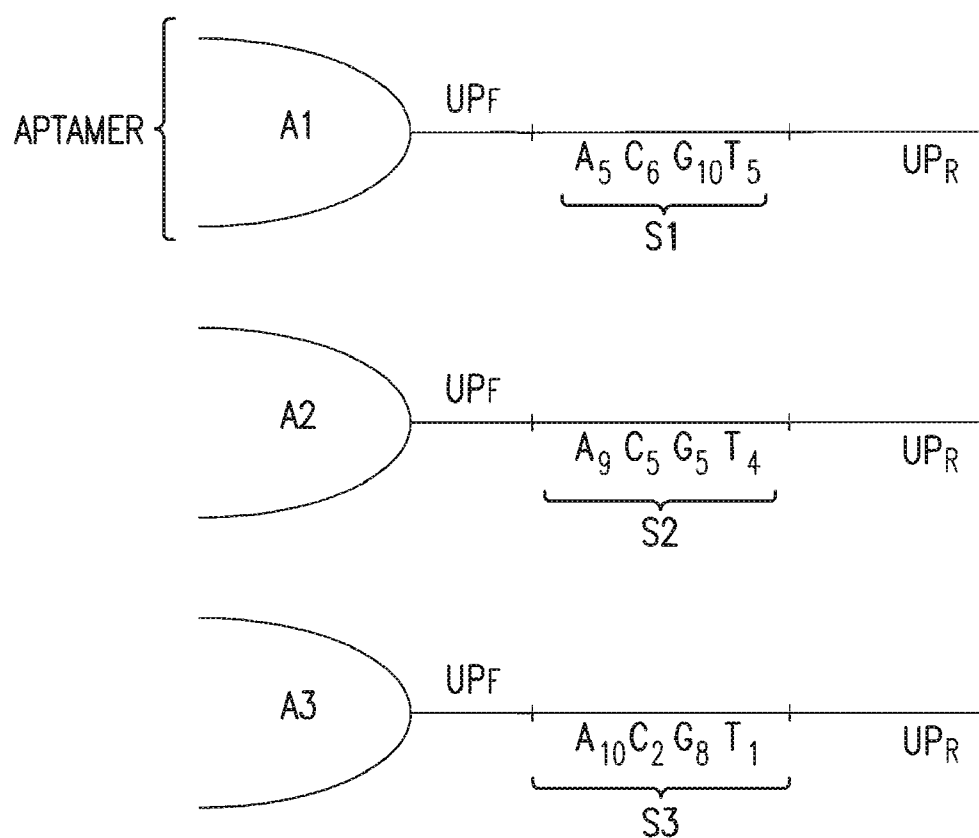 UPF
APTAMER A1
A5 C6 G10 T5 UPR
S1
UPF
A2
A9 C5 G5 T4 UPR
S2
UPF
A3
A10 C2 G8 T1 UPR
S3